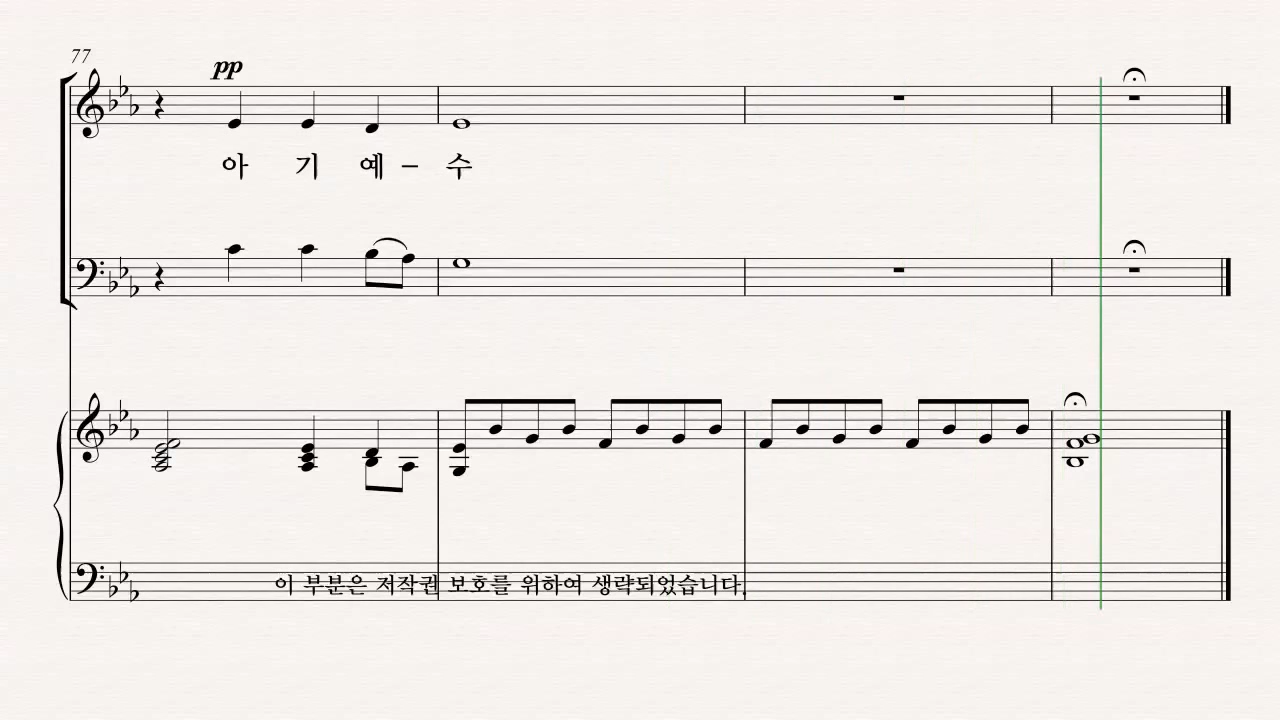 77
pp
아 기 예 – 수
이 부분은 저작권 보호를 위하여 생략되었습니다.